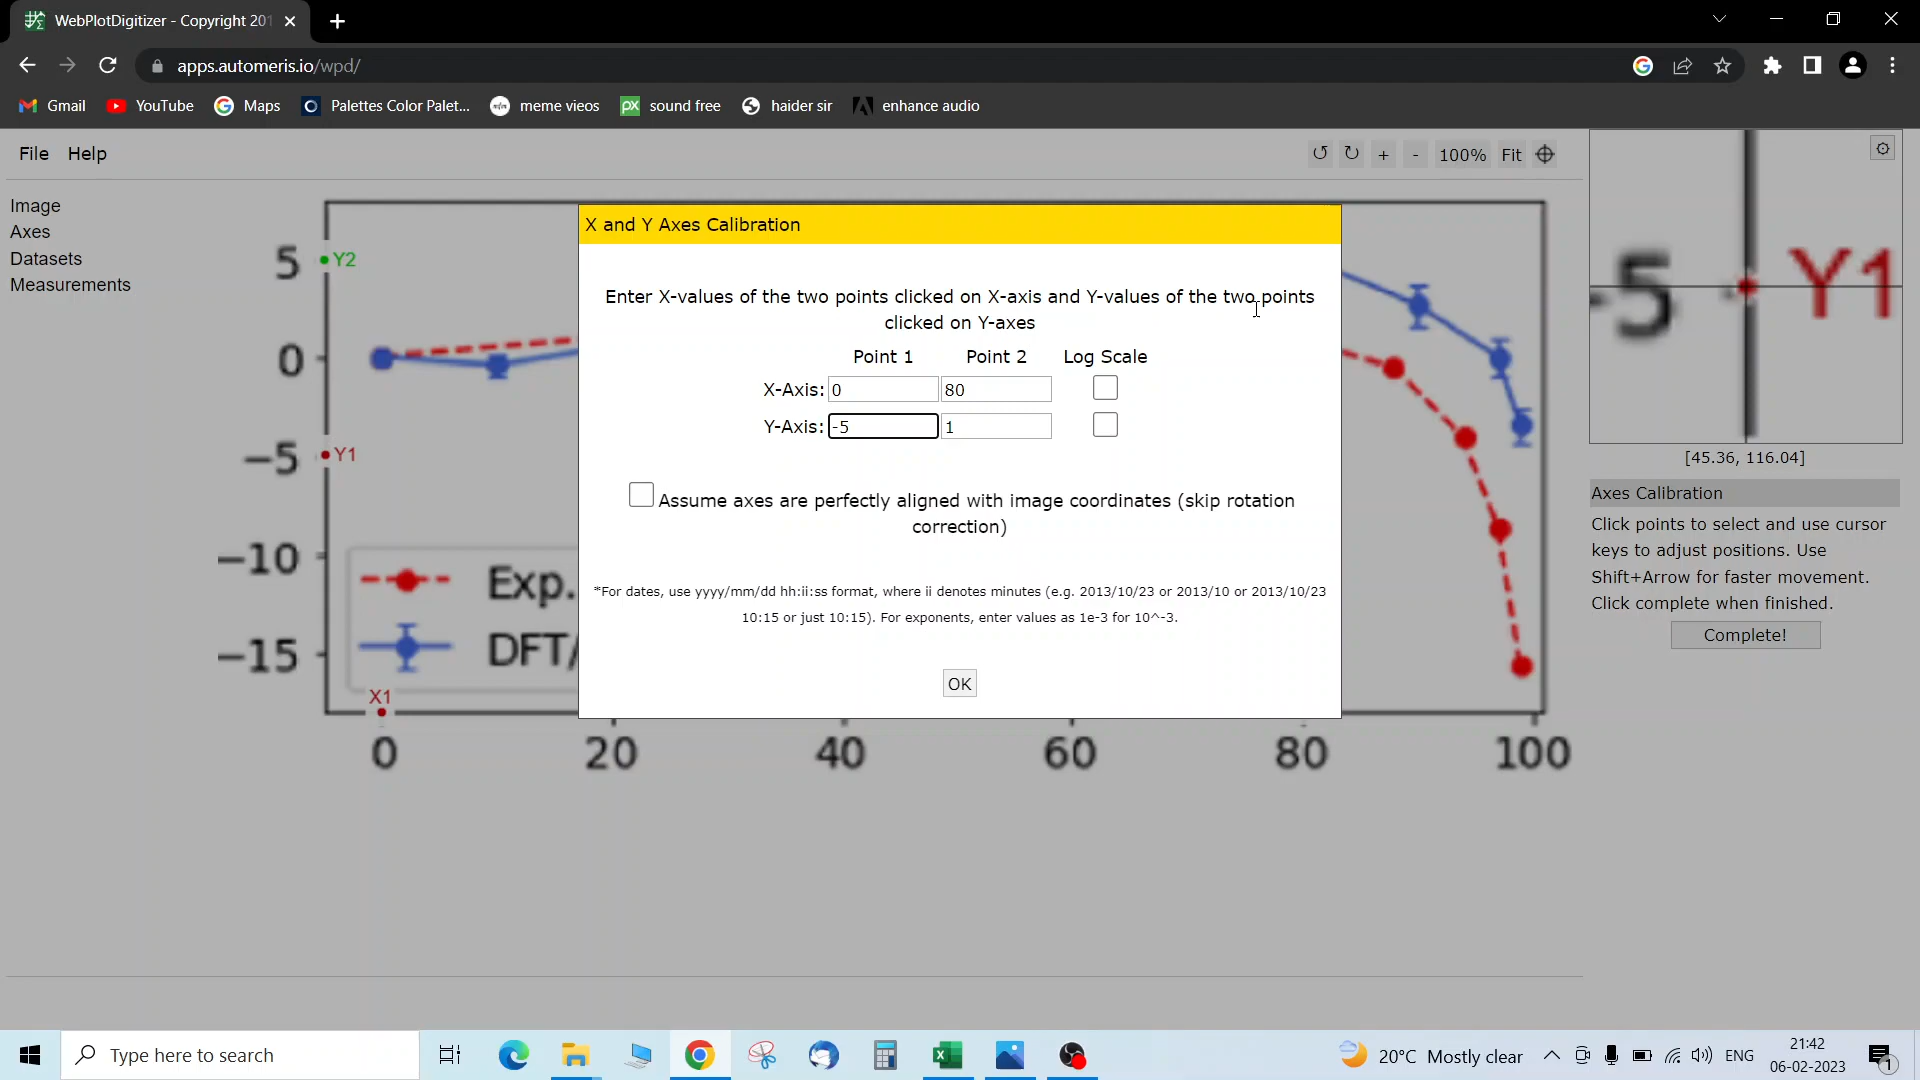 WebPlotDigitizer - Copyright 201
apps.automeris.io/wpd/
Gmail YouTube Maps Palettes Color Palet... meme vieos px sound free haider sir enhance audio
File Help
+ - 100% Fit
Image
Axes
Datasets
Measurements
5 Y2
0
−5 Y1
−10
−15
Exp.
DFT/
X1
0 20 40 60 80 100
X and Y Axes Calibration
Enter X-values of the two points clicked on X-axis and Y-values of the two points
clicked on Y-axes
Point 1 Point 2 Log Scale
X-Axis: 0 80
Y-Axis: -5 1
Assume axes are perfectly aligned with image coordinates (skip rotation
correction)
*For dates, use yyyy/mm/dd hh:ii:ss format, where ii denotes minutes (e.g. 2013/10/23 or 2013/10 or 2013/10/23
10:15 or just 10:15). For exponents, enter values as 1e-3 for 10^-3.
OK
-5 Y1
[45.36, 116.04]
Axes Calibration
Click points to select and use cursor
keys to adjust positions. Use
Shift+Arrow for faster movement.
Click complete when finished.
Complete!
Type here to search
20°C Mostly clear
ENG
21:42
06-02-2023
1